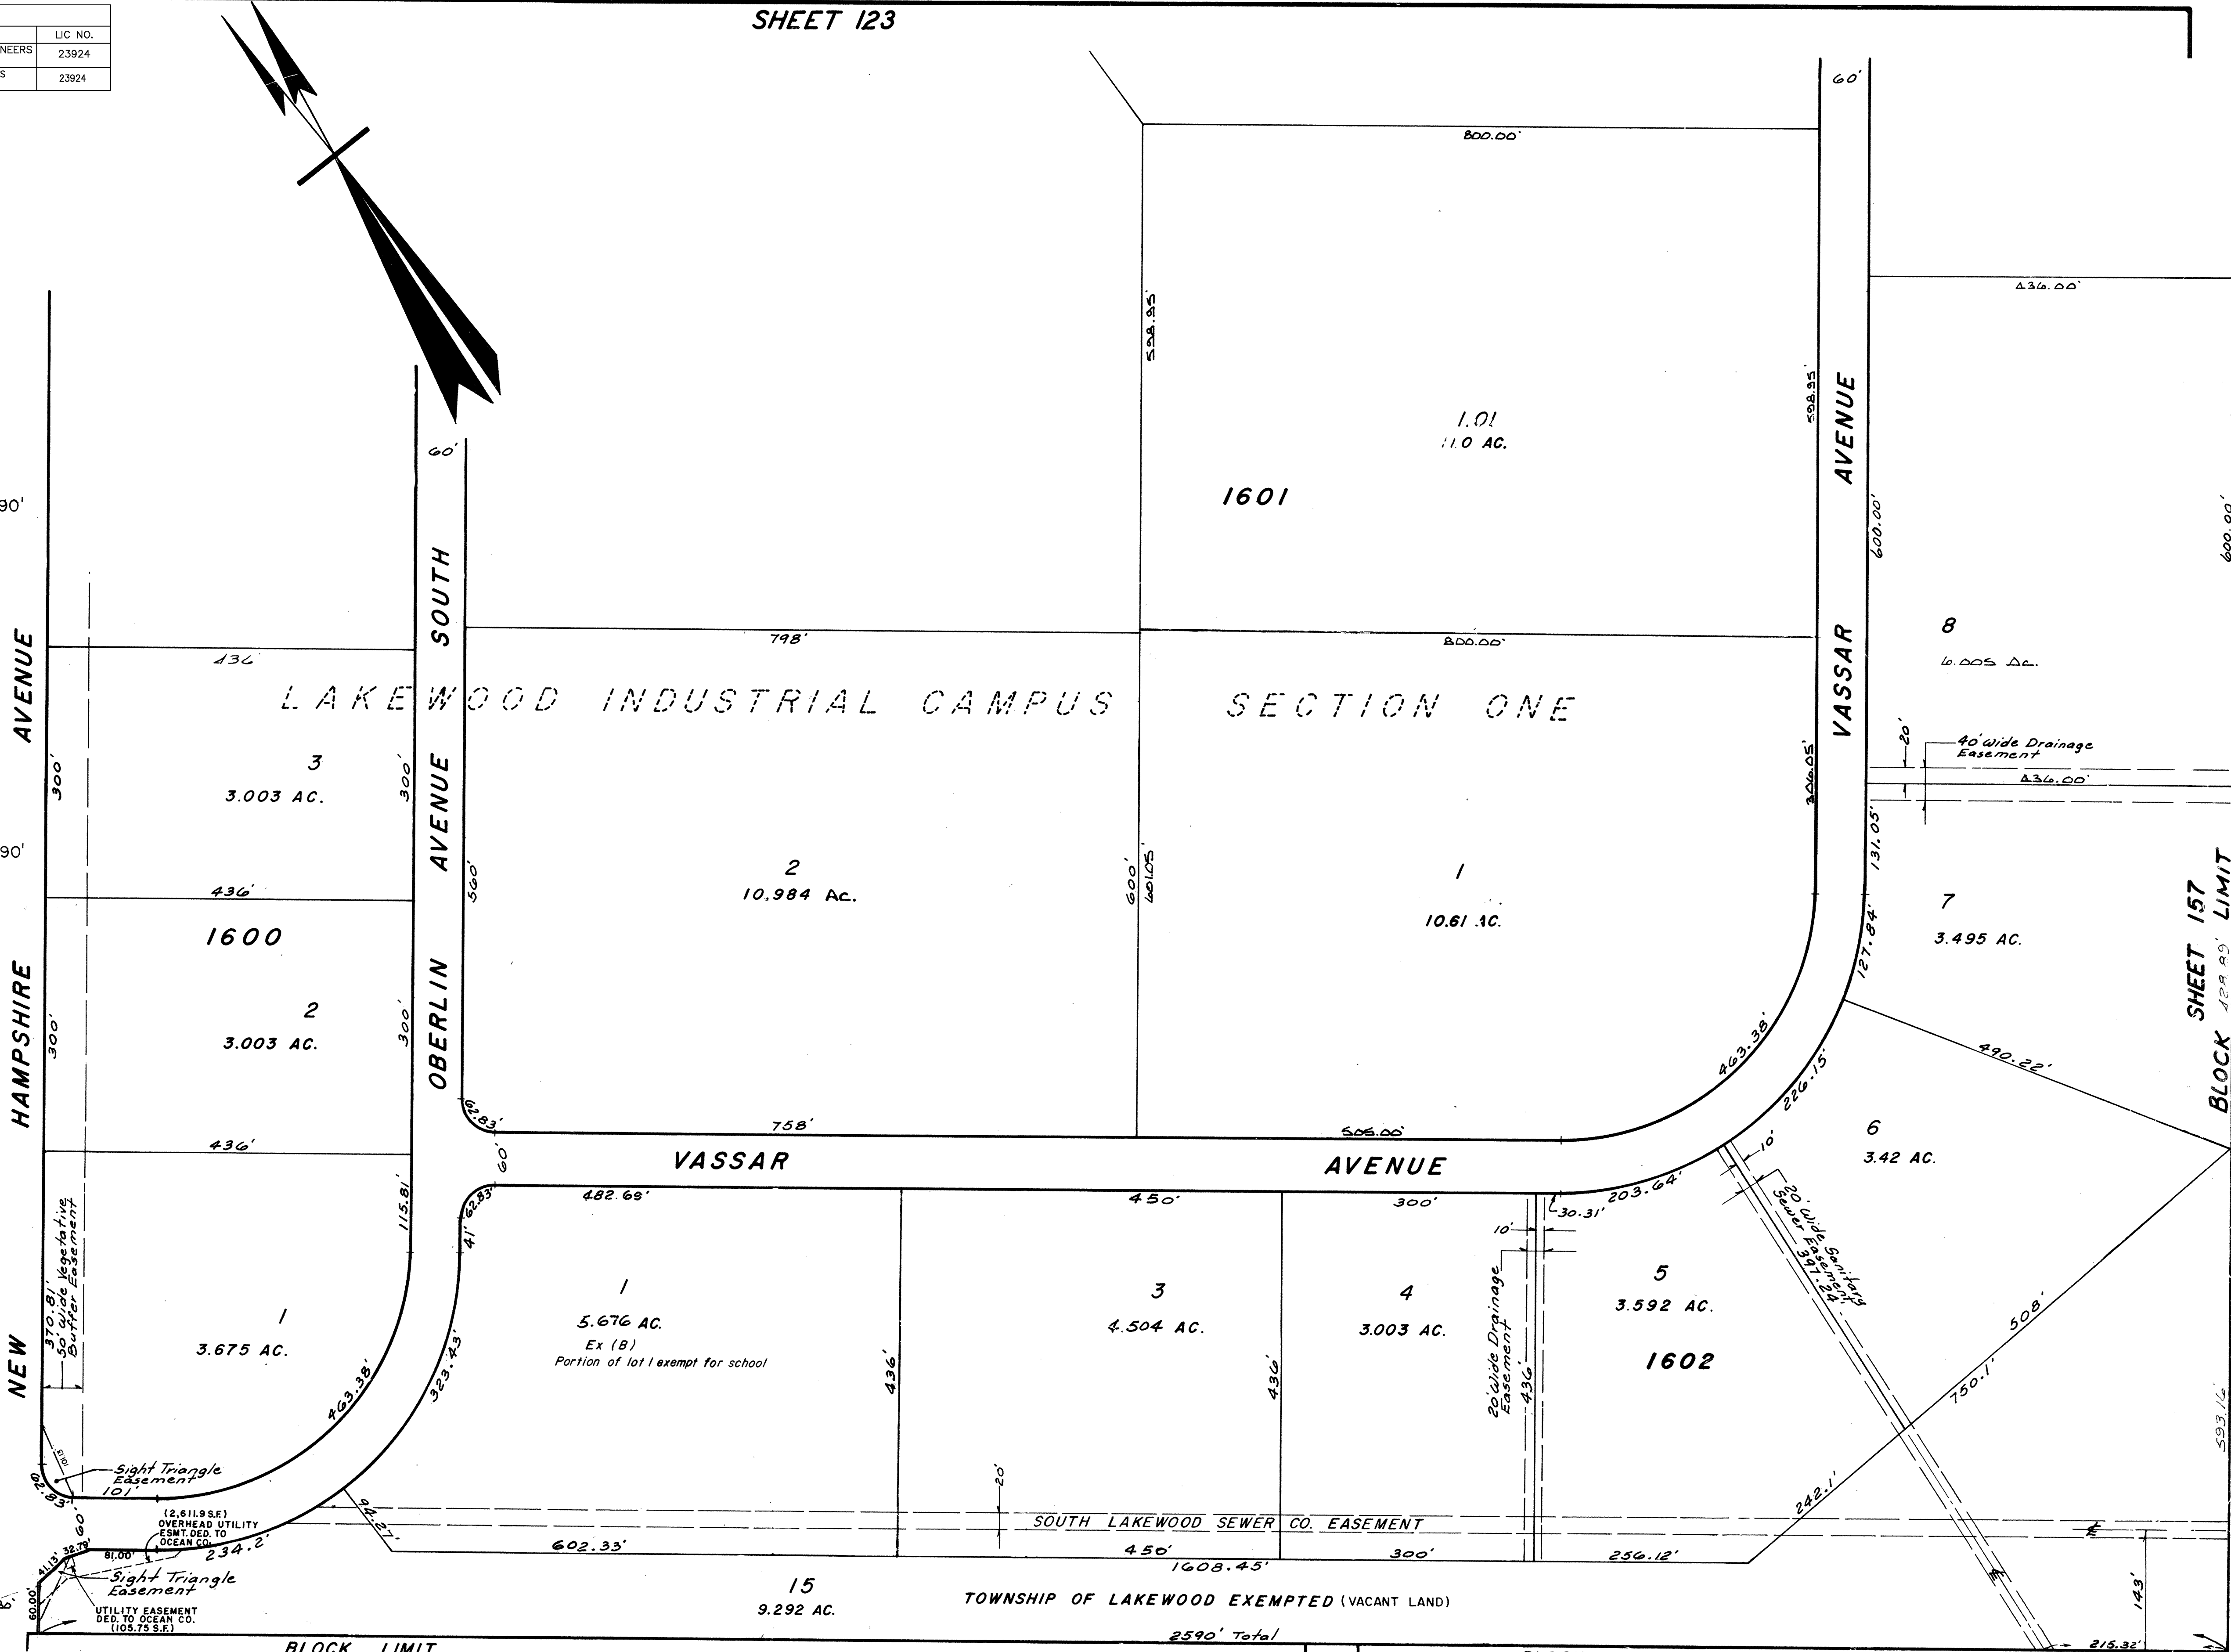 SHEET 123
LIC NO.
NEERS 23924
S 23924
60'
800.00'
598.95'
598.95'
436.00'
1.01
11.0 AC.
1601
60'
90'
90'
AVENUE
HAMPSHIRE
NEW
OBERLIN AVENUE SOUTH
VASSAR AVENUE
600.00'
600.00'
8
6.005 AC.
436
798'
800.00'
LAKEWOOD INDUSTRIAL CAMPUS SECTION ONE
3
3.003 AC.
300'
300'
20'
40' Wide Drainage
Easement
436.00'
306.05'
131.05'
560'
2
10.984 AC.
600'
601.05'
1
10.61 AC.
127.84'
7
3.495 AC.
SHEET 157
BLOCK LIMIT
428.89'
436'
1600
2
3.003 AC.
300'
300'
463.38'
226.15'
490.22'
436'
62.83'
758'
505.00'
VASSAR AVENUE
60'
6
3.42 AC.
10'
20' Wide Sanitary
Sewer Easement
397.24'
115.81'
62.83'
41'
482.69'
450'
300'
30.31'
203.64'
10'
20' Wide Drainage
Easement
436'
370.81'
50' Wide Vegetative
Buffer Easement
1
3.675 AC.
463.38'
323.43'
1
5.676 AC.
Ex (B)
Portion of lot 1 exempt for school
436'
3
4.504 AC.
436'
4
3.003 AC.
5
3.592 AC.
1602
508'
750.1'
593.16'
101.13
Sight Triangle
Easement
101'
62.83'
60'
(2,611.9 S.F.)
OVERHEAD UTILITY
ESMT. DED. TO
OCEAN CO.
32.79'
41.13'
81.00'
234.2'
94.27'
20'
SOUTH LAKEWOOD SEWER CO. EASEMENT
242.1'
602.33'
450'
300'
256.12'
1608.45'
Sight Triangle
Easement
60.00'
UTILITY EASEMENT
DED. TO OCEAN CO.
(105.75 S.F.)
15
9.292 AC.
TOWNSHIP OF LAKEWOOD EXEMPTED (VACANT LAND)
143'
BLOCK LIMIT
2590' Total
215.32'